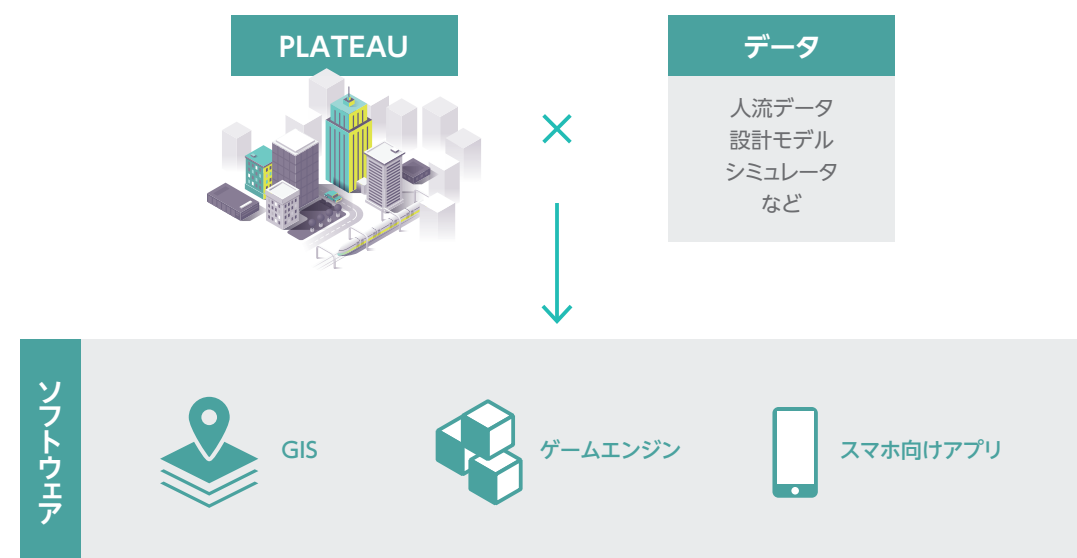 PLATEAU
データ
人流データ
設計モデル
シミュレータ
など
ソフトウェア
GIS
ゲームエンジン
スマホ向けアプリ